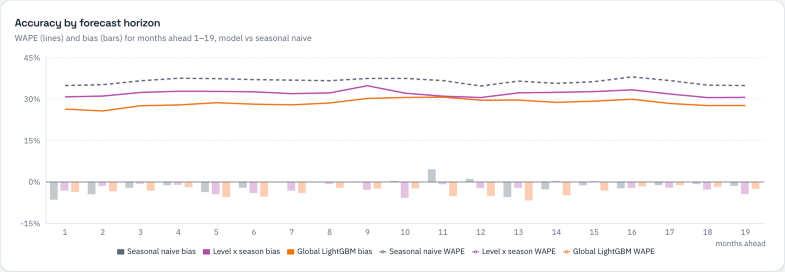 Accuracy by forecast horizon
WAPE (lines) and bias (bars) for months ahead 1–19, model vs seasonal naive
45%
30%
15%
0%
-15%
1 2 3 4 5 6 7 8 9 10 11 12 13 14 15 16 17 18 19
months ahead
Seasonal naive bias Level x season bias Global LightGBM bias Seasonal naive WAPE Level x season WAPE Global LightGBM WAPE